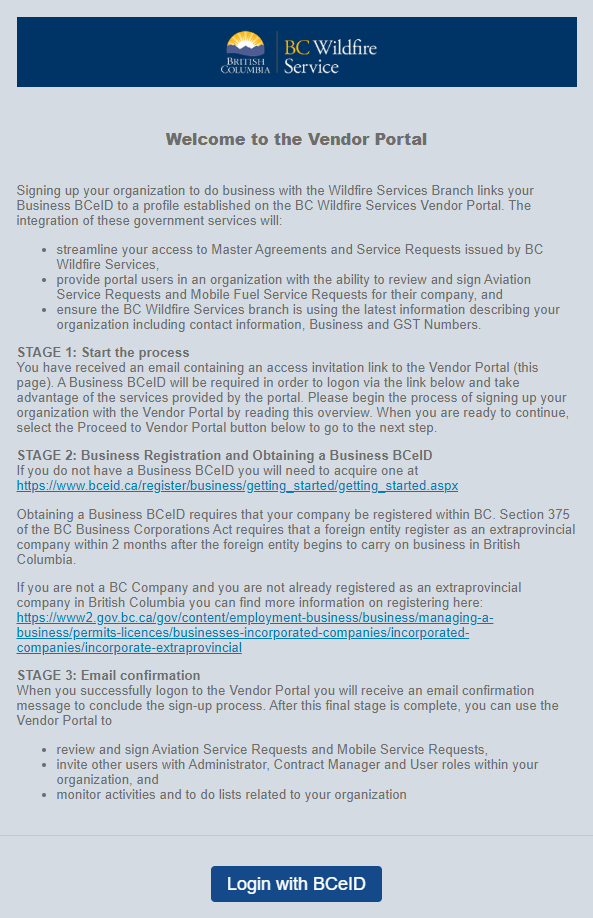 BRITISH
COLUMBIA
BC Wildfire
Service
Welcome to the Vendor Portal
Signing up your organization to do business with the Wildfire Services Branch links your
Business BCeID to a profile established on the BC Wildfire Services Vendor Portal. The
integration of these government services will:
• streamline your access to Master Agreements and Service Requests issued by BC
Wildfire Services,
• provide portal users in an organization with the ability to review and sign Aviation
Service Requests and Mobile Fuel Service Requests for their company, and
• ensure the BC Wildfire Services branch is using the latest information describing your
organization including contact information, Business and GST Numbers.
STAGE 1: Start the process
You have received an email containing an access invitation link to the Vendor Portal (this
page). A Business BCeID will be required in order to logon via the link below and take
advantage of the services provided by the portal. Please begin the process of signing up your
organization with the Vendor Portal by reading this overview. When you are ready to continue,
select the Proceed to Vendor Portal button below to go to the next step.
STAGE 2: Business Registration and Obtaining a Business BCeID
If you do not have a Business BCeID you will need to acquire one at
https://www.bceid.ca/register/business/getting_started/getting_started.aspx
Obtaining a Business BCeID requires that your company be registered within BC. Section 375
of the BC Business Corporations Act requires that a foreign entity register as an extraprovincial
company within 2 months after the foreign entity begins to carry on business in British
Columbia.
If you are not a BC Company and you are not already registered as an extraprovincial
company in British Columbia you can find more information on registering here:
https://www2.gov.bc.ca/gov/content/employment-business/business/managing-a-
business/permits-licences/businesses-incorporated-companies/incorporated-
companies/incorporate-extraprovincial
STAGE 3: Email confirmation
When you successfully logon to the Vendor Portal you will receive an email confirmation
message to conclude the sign-up process. After this final stage is complete, you can use the
Vendor Portal to
• review and sign Aviation Service Requests and Mobile Service Requests,
• invite other users with Administrator, Contract Manager and User roles within your
organization, and
• monitor activities and to do lists related to your organization
Login with BCeID